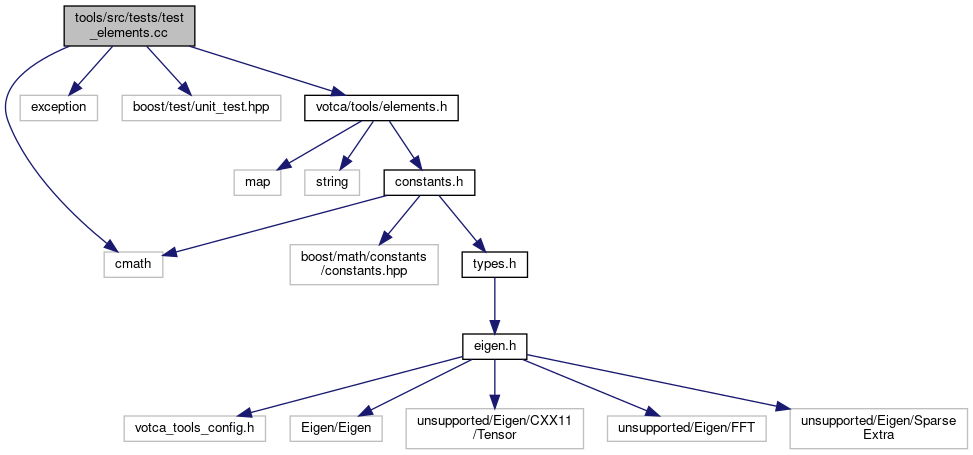 tools/src/tests/test
_elements.cc
exception
boost/test/unit_test.hpp
votca/tools/elements.h
map
string
constants.h
cmath
boost/math/constants
/constants.hpp
types.h
eigen.h
votca_tools_config.h
Eigen/Eigen
unsupported/Eigen/CXX11
/Tensor
unsupported/Eigen/FFT
unsupported/Eigen/Sparse
Extra